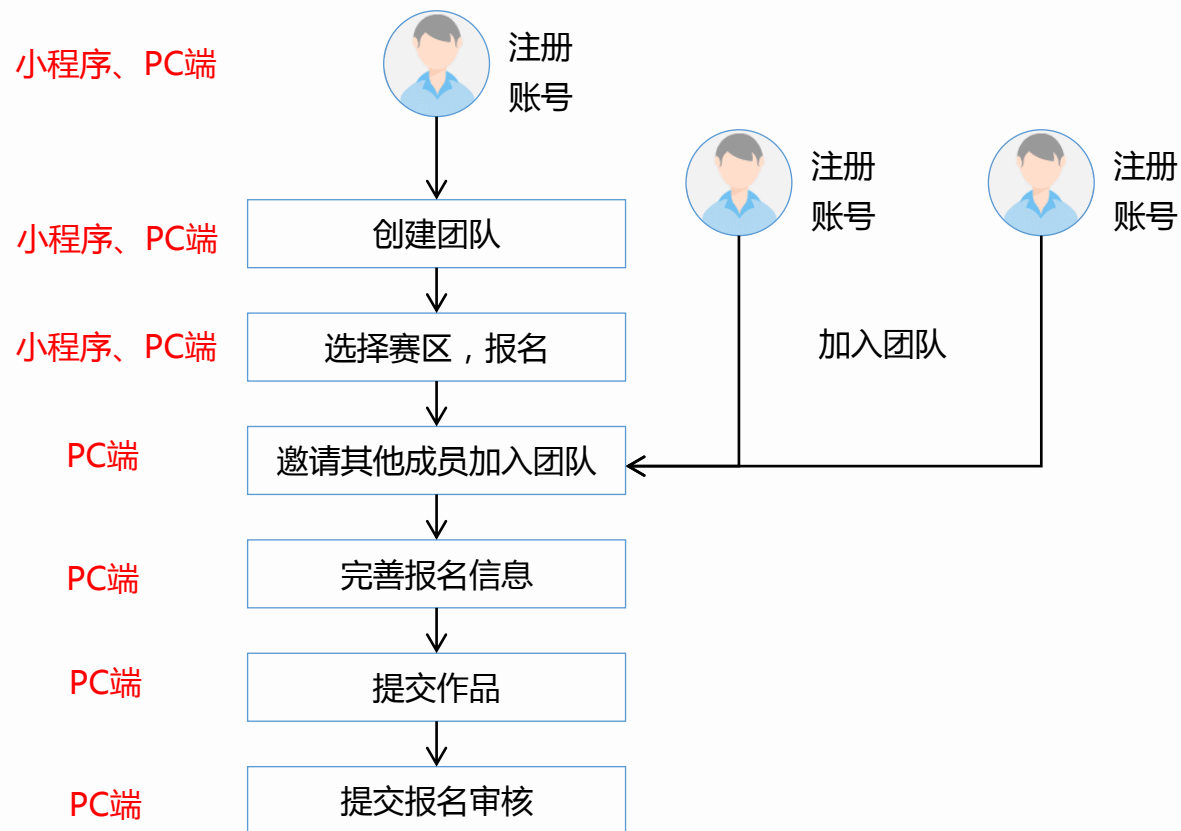 小程序、PC端
注册
账号
注册
账号
注册
账号
小程序、PC端
创建团队
小程序、PC端
选择赛区，报名
加入团队
PC端
邀请其他成员加入团队
PC端
完善报名信息
PC端
提交作品
PC端
提交报名审核